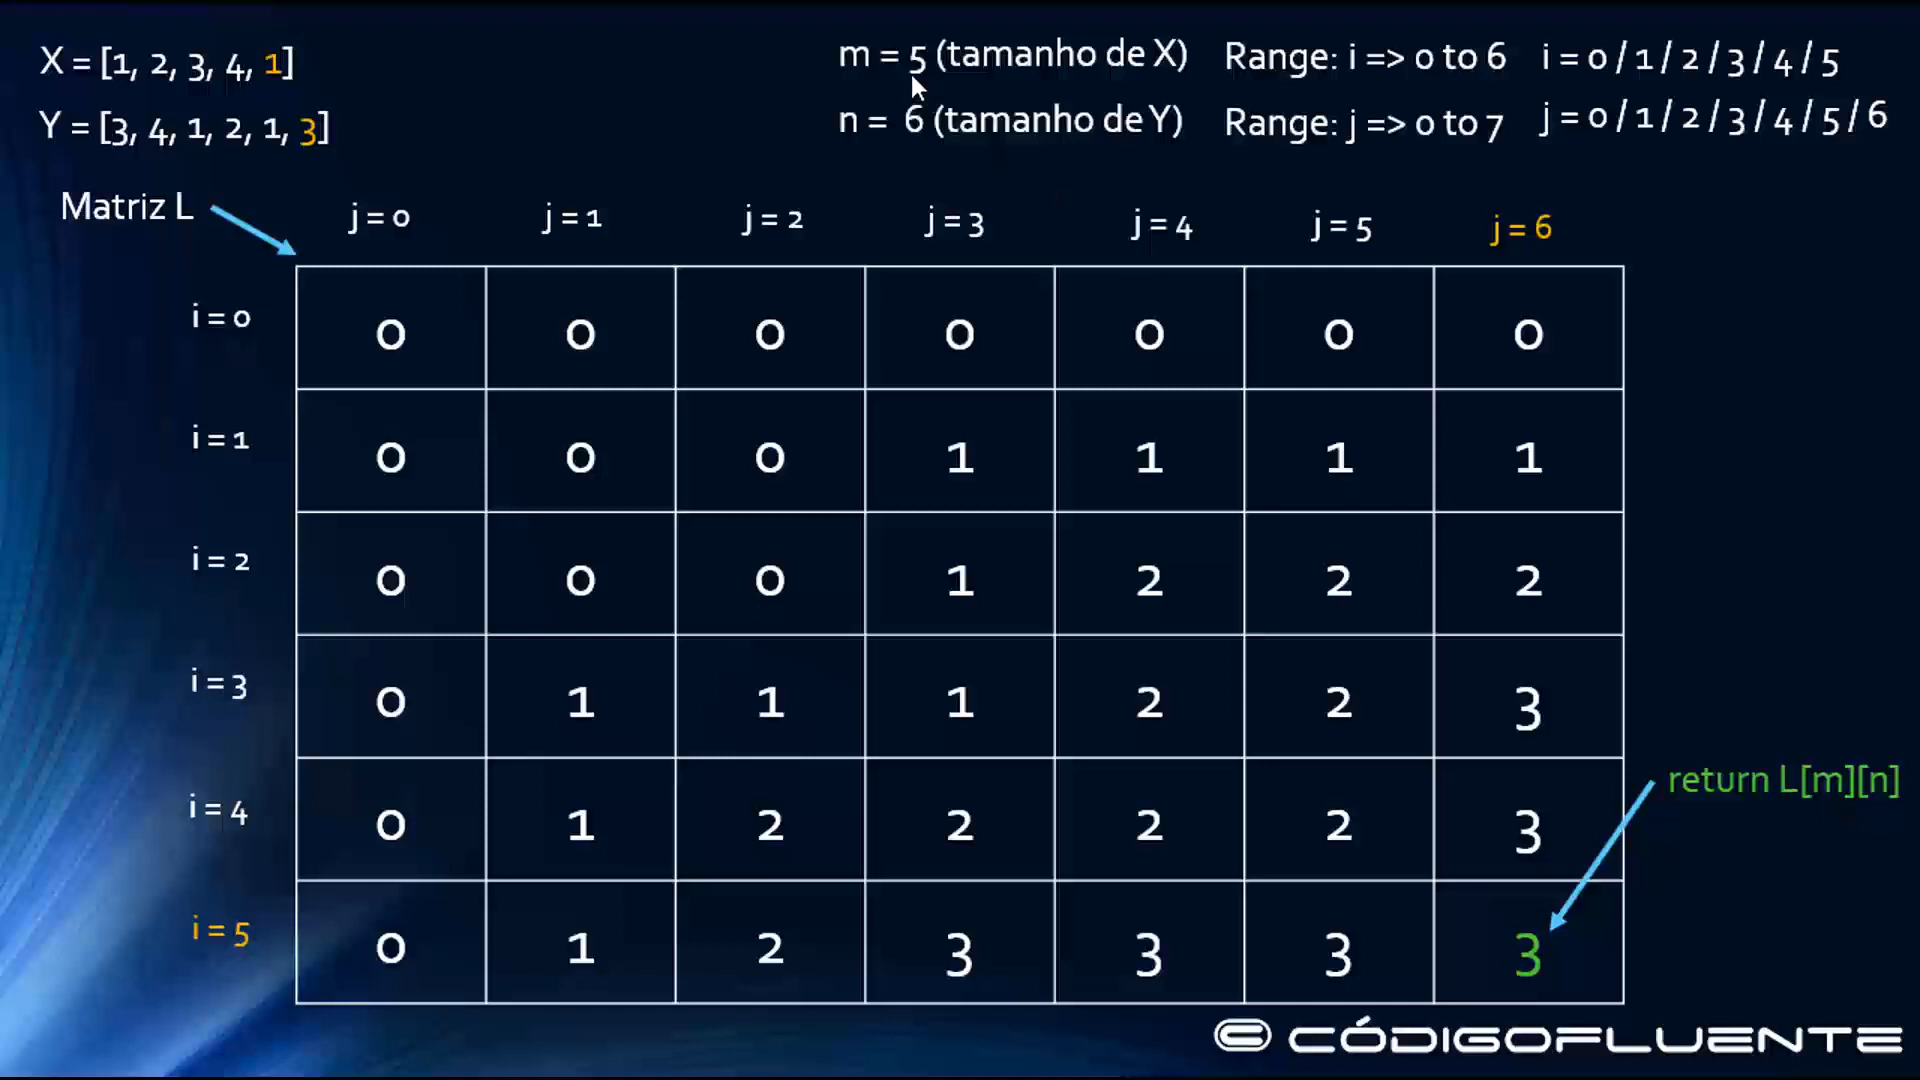 X = [1, 2, 3, 4, 1]
m = 5 (tamanho de X) Range: i => 0 to 6 i = 0 / 1 / 2 / 3 / 4 / 5
Y = [3, 4, 1, 2, 1, 3]
n = 6 (tamanho de Y) Range: j => 0 to 7 j = 0 / 1 / 2 / 3 / 4 / 5 / 6
Matriz L
j = 0 j = 1 j = 2 j = 3 j = 4 j = 5 j = 6
i = 0 0 0 0 0 0 0 0
i = 1 0 0 0 1 1 1 1
i = 2 0 0 0 1 2 2 2
i = 3 0 1 1 1 2 2 3
return L[m][n]
i = 4 0 1 2 2 2 2 3
i = 5 0 1 2 3 3 3 3
CÓDIGOFLUENTE